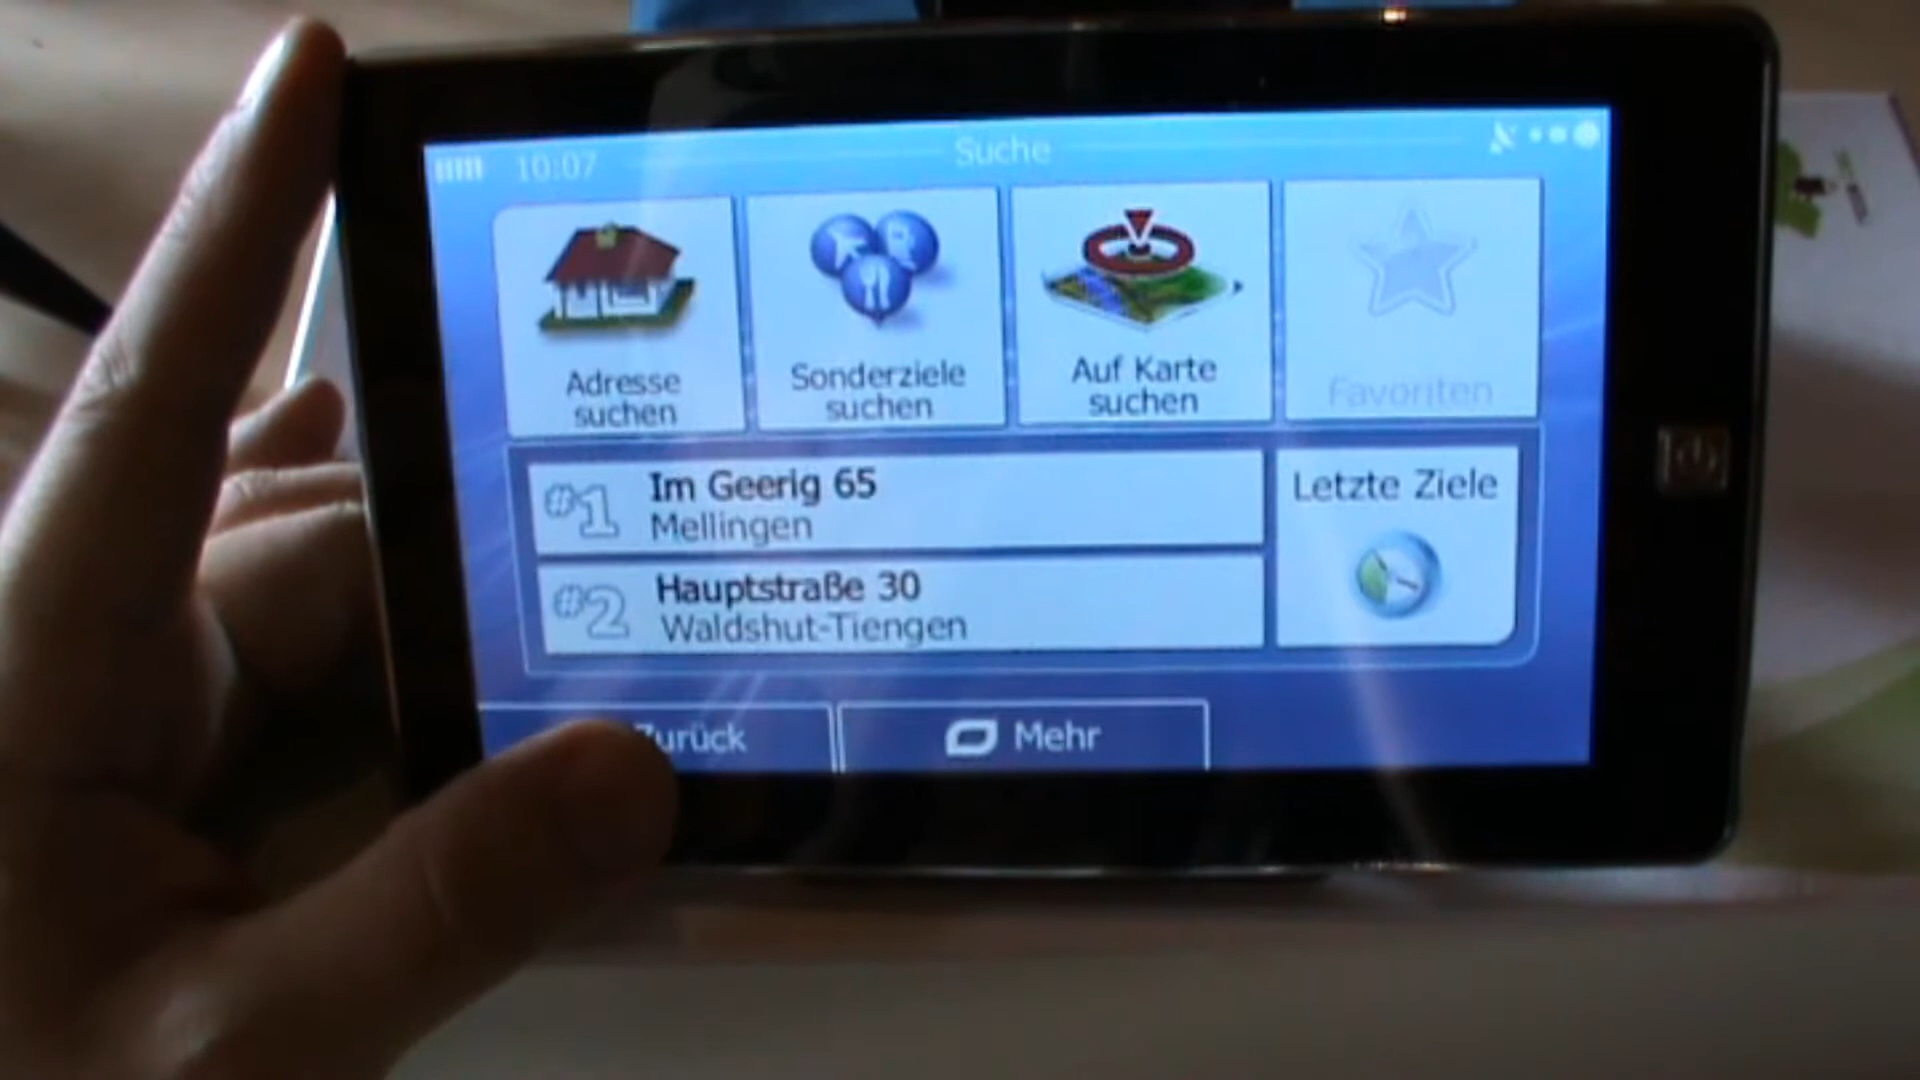 10:07
Suche
Adresse
suchen
Sonderziele
suchen
Auf Karte
suchen
Favoriten
#1
Im Geerig 65
Mellingen
#2
Hauptstraße 30
Waldshut-Tiengen
Letzte Ziele
Zurück
Mehr